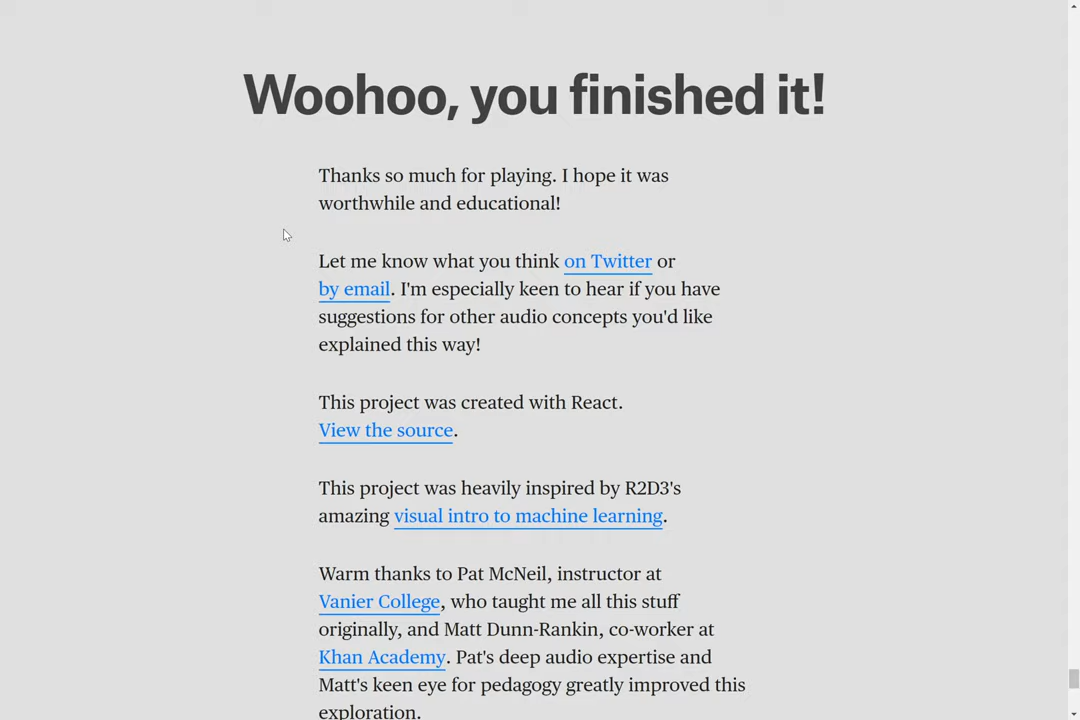 Woohoo, you finished it!
Thanks so much for playing. I hope it was
worthwhile and educational!
Let me know what you think on Twitter or
by email. I'm especially keen to hear if you have
suggestions for other audio concepts you'd like
explained this way!
This project was created with React.
View the source.
This project was heavily inspired by R2D3's
amazing visual intro to machine learning.
Warm thanks to Pat McNeil, instructor at
Vanier College, who taught me all this stuff
originally, and Matt Dunn-Rankin, co-worker at
Khan Academy. Pat's deep audio expertise and
Matt's keen eye for pedagogy greatly improved this
exploration.